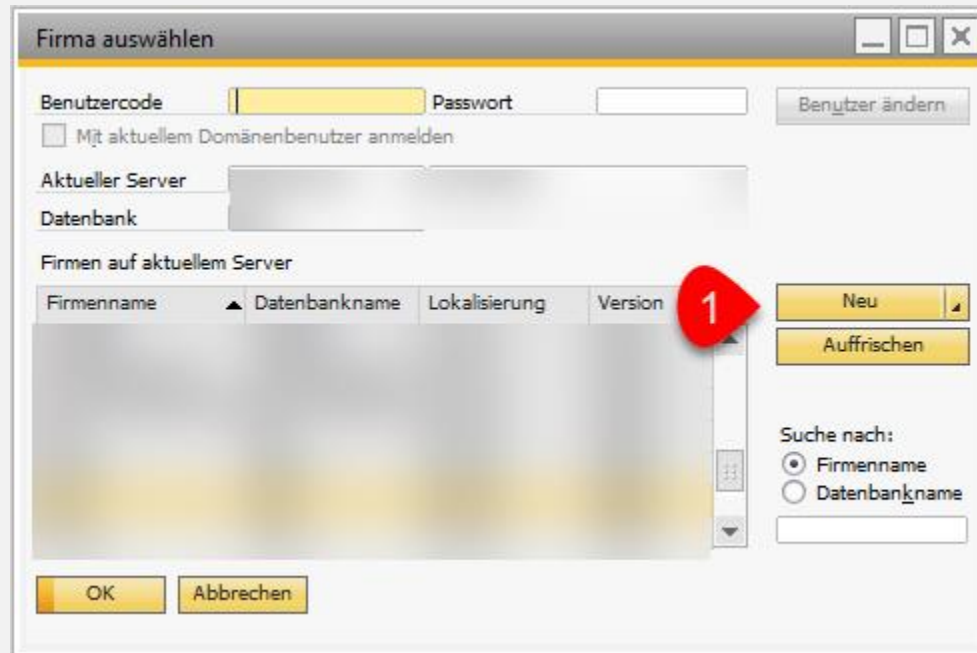 Firma auswählen
Benutzercode Passwort Benutzer ändern
Mit aktuellem Domänenbenutzer anmelden
Aktueller Server
Datenbank
Firmen auf aktuellem Server
Firmenname Datenbankname Lokalisierung Version 1 Neu
Auffrischen
Suche nach:
Firmenname
Datenbankname
OK Abbrechen